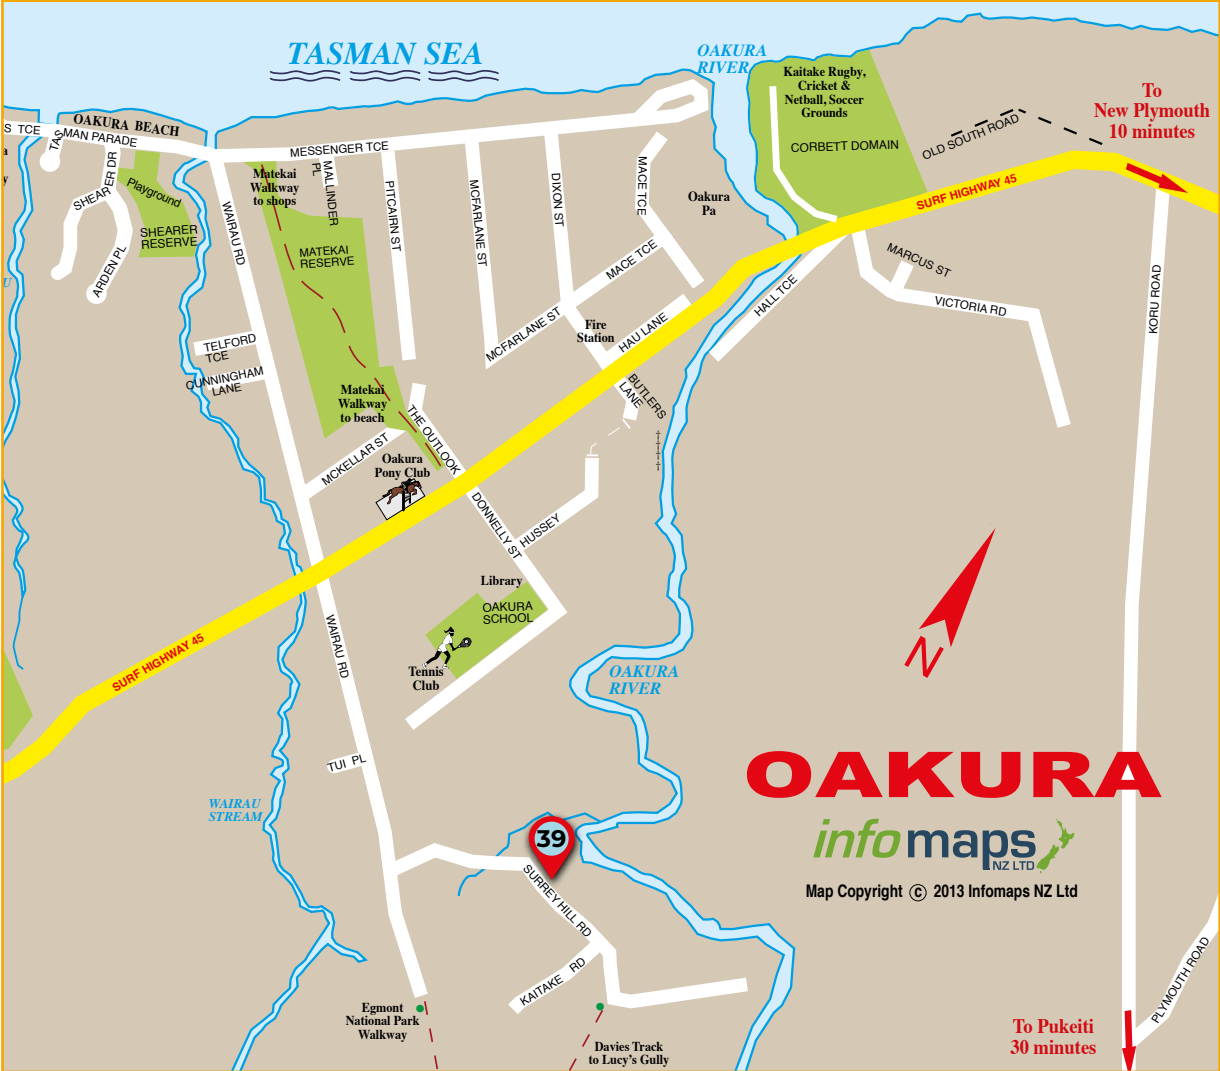 TASMAN SEA
OAKURA
RIVER
Kaitake Rugby,
Cricket &
Netball, Soccer
Grounds
CORBETT DOMAIN
OLD SOUTH ROAD
To
New Plymouth
10 minutes
S TCE
TAS
MAN PARADE
OAKURA BEACH
MESSENGER TCE
SHEARER DR
Playground
SHEARER
RESERVE
ARDEN PL
WAIRAU RD
Matekai
Walkway
to shops
MALLINDER
PL
MATEKAI
RESERVE
PITCAIRN ST
MCFARLANE ST
DIXON ST
MACE TCE
Oakura
Pa
SURF HIGHWAY 45
MACE TCE
MARCUS ST
VICTORIA RD
HALL TCE
KORU ROAD
U
a
y
MCFARLANE ST
Fire
Station
HAU LANE
TELFORD
TCE
CUNNINGHAM
LANE
BUTLERS
LANE
Matekai
Walkway
to beach
THE OUTLOOK
MCKELLAR ST
Oakura
Pony Club
DONNELLY ST
HUSSEY
Library
OAKURA
SCHOOL
Tennis
Club
SURF HIGHWAY 45
WAIRAU RD
OAKURA
RIVER
N
TUI PL
WAIRAU
STREAM
OAKURA
infomaps
NZ LTD
Map Copyright © 2013 Infomaps NZ Ltd
39
SURREY HILL RD
KAITAKE RD
Egmont
National Park
Walkway
Davies Track
to Lucy's Gully
To Pukeiti
30 minutes
PLYMOUTH ROAD